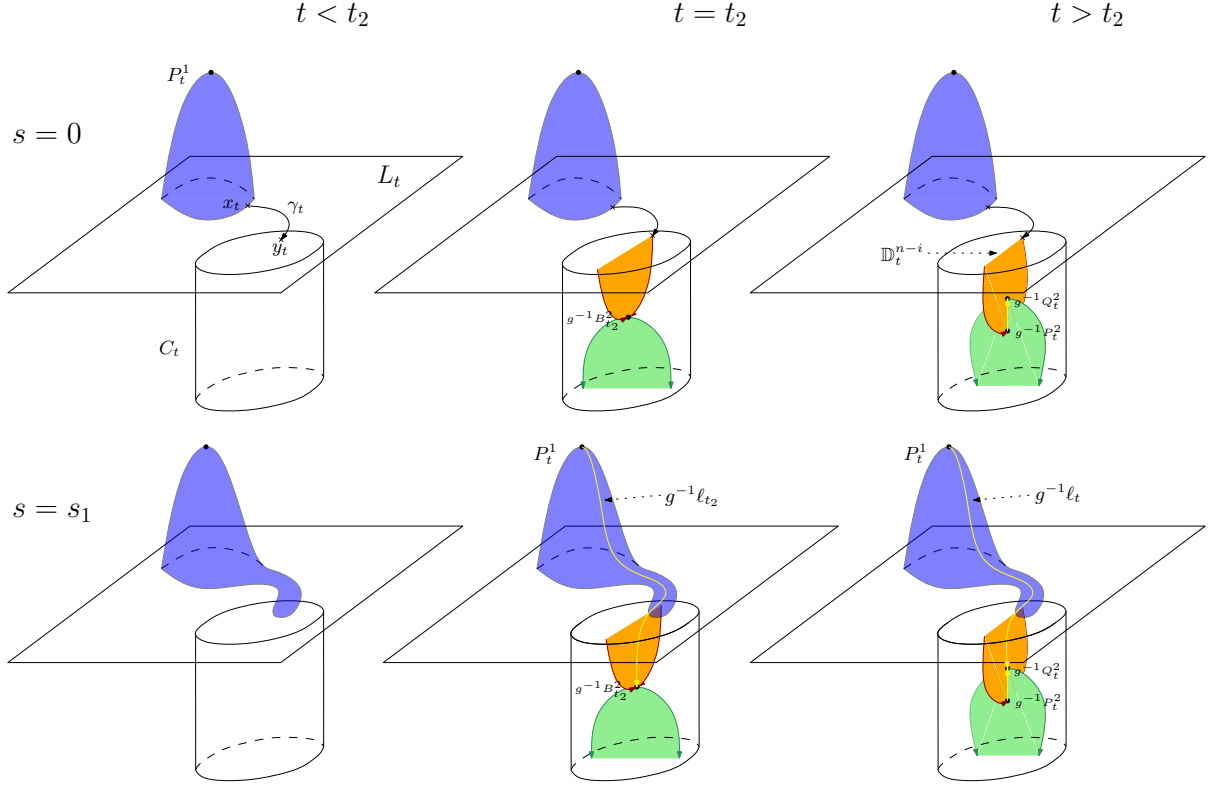 t < t₂ t = t₂ t > t₂
P_t^1
s = 0
L_t
x_t γ_t
y_t
𝔻_t^{n−i}
g^{−1}Q_t^2
g^{−1}B_{t_2}^2 g^{−1}P_t^2
C_t
P_t^1 P_t^1
g^{−1}ℓ_{t_2} g^{−1}ℓ_t
s = s₁
g^{−1}Q_t^2
g^{−1}B_{t_2}^2 g^{−1}P_t^2